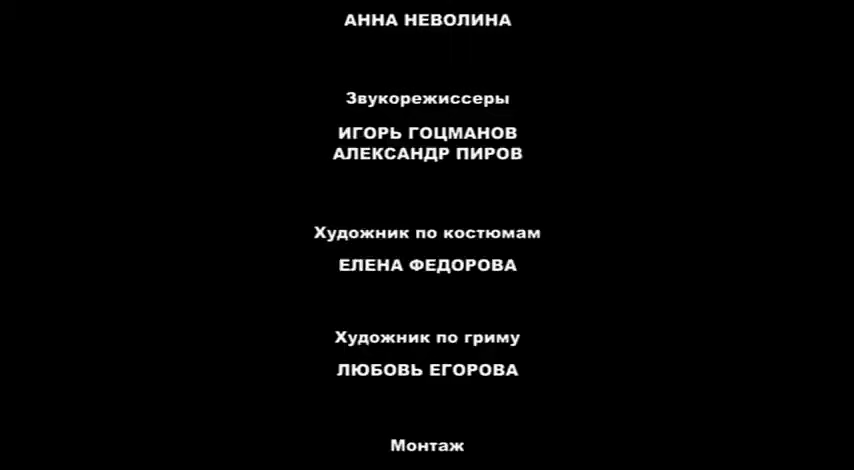 АННА НЕВОЛИНА
Звукорежиссеры
ИГОРЬ ГОЦМАНОВ
АЛЕКСАНДР ПИРОВ
Художник по костюмам
ЕЛЕНА ФЕДОРОВА
Художник по гриму
ЛЮБОВЬ ЕГОРОВА
Монтаж